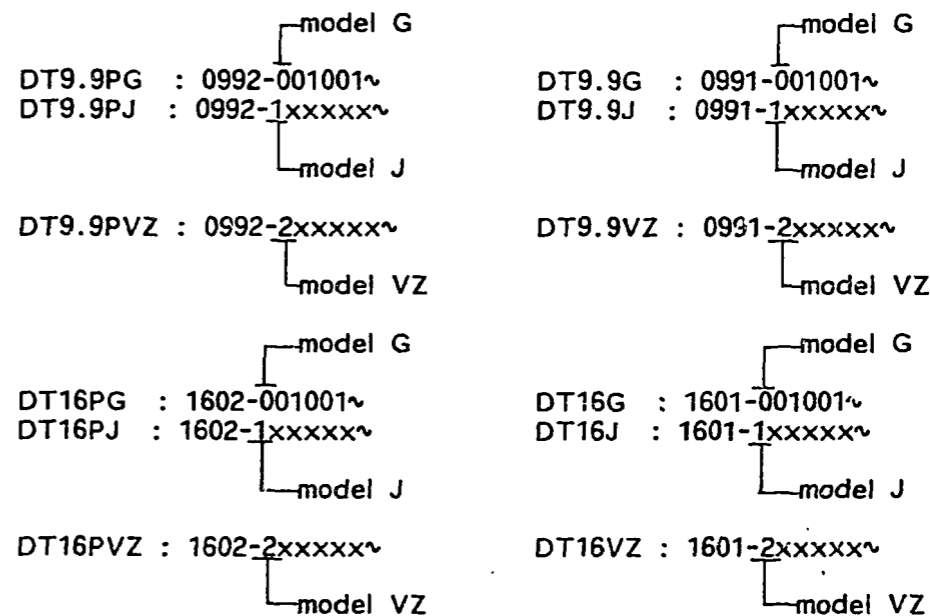 model G
DT9.9PG : 0992-001001~
DT9.9PJ : 0992-1xxxxx~
model J
DT9.9PVZ : 0992-2xxxxx~
model VZ
model G
DT16PG : 1602-001001~
DT16PJ : 1602-1xxxxx~
model J
DT16PVZ : 1602-2xxxxx~
model VZ
model G
DT9.9G : 0991-001001~
DT9.9J : 0991-1xxxxx~
model J
DT9.9VZ : 0991-2xxxxx~
model VZ
model G
DT16G : 1601-001001~
DT16J : 1601-1xxxxx~
model J
DT16VZ : 1601-2xxxxx~
model VZ